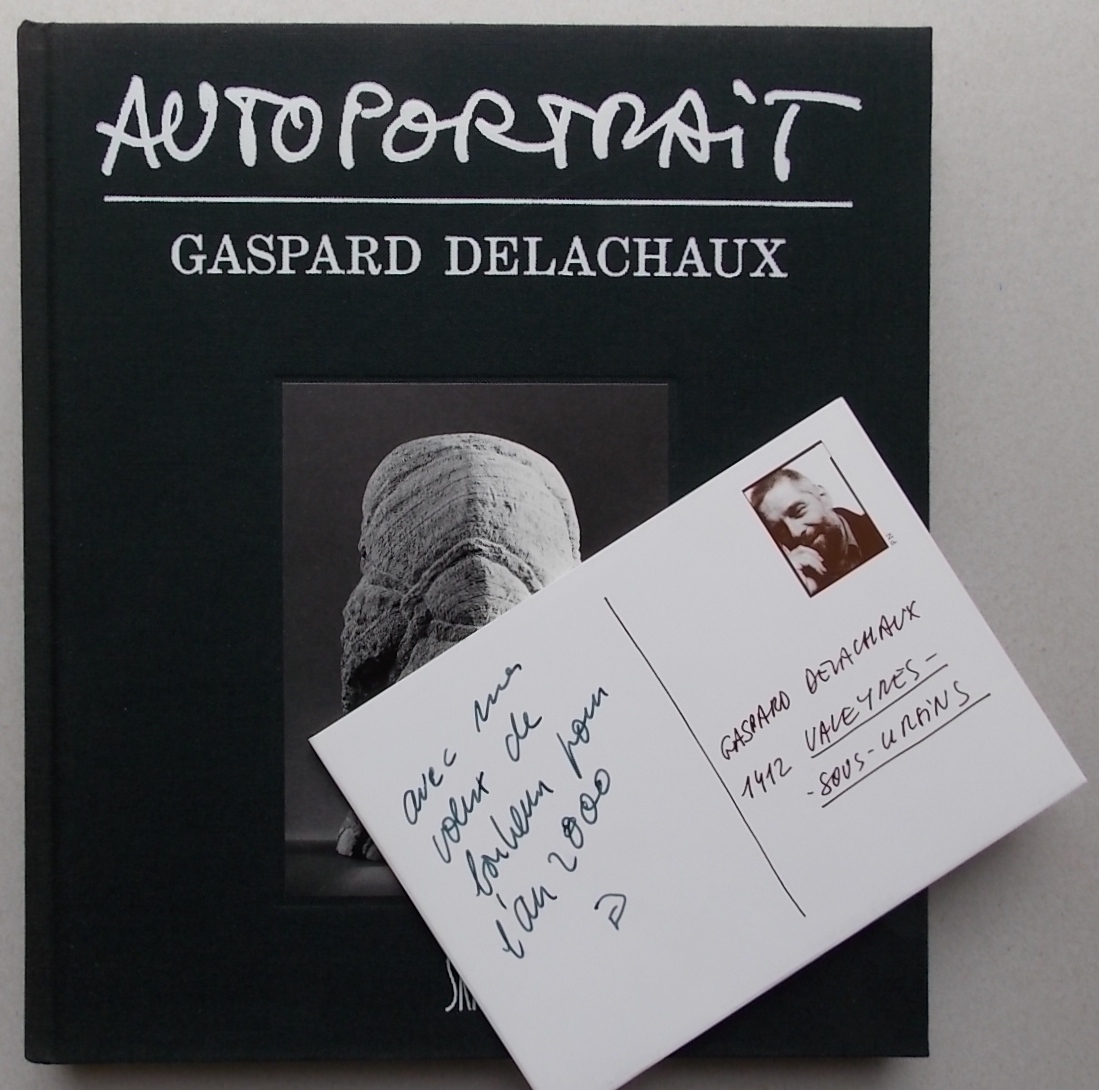 AUTOPORTRAIT
GASPARD DELACHAUX
avec mes
voeux de
bonheur pour
l'an 2000
GASPARD DELACHAUX
1412 VALEYRES-
-SOUS-URSINS